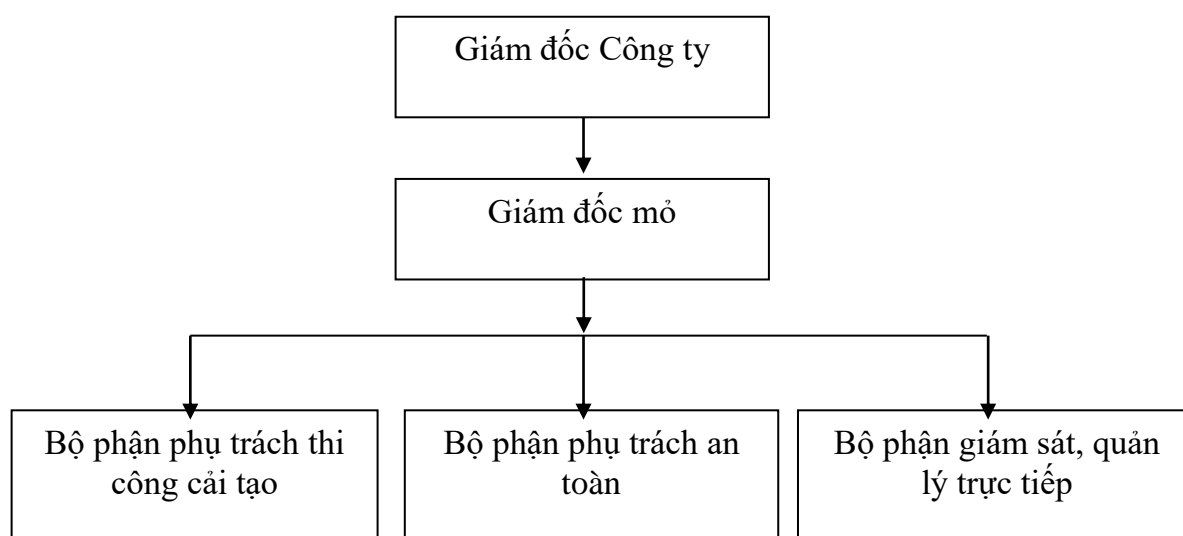 Giám đốc Công ty
Giám đốc mỏ
Bộ phận phụ trách thi
công cải tạo
Bộ phận phụ trách an
toàn
Bộ phận giám sát, quản
lý trực tiếp